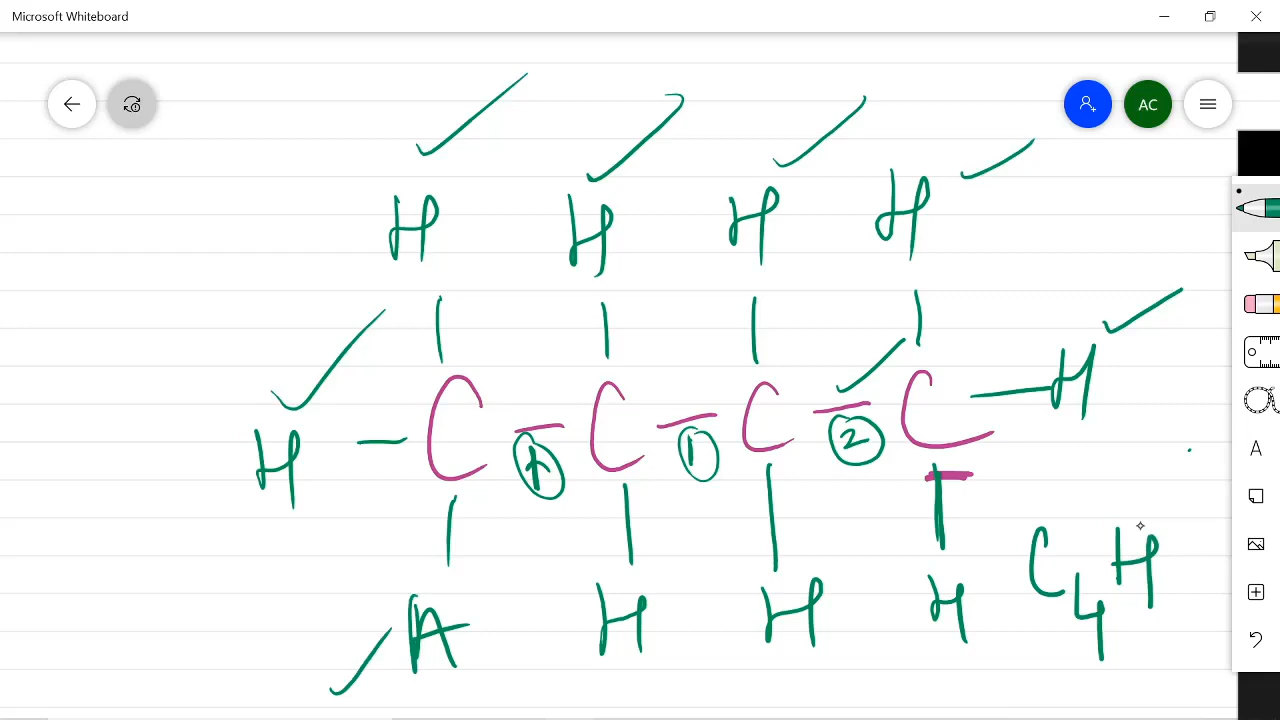 Microsoft Whiteboard
AC
H H H H
H C C C C H
1 1 2
H H H H
C4H
A